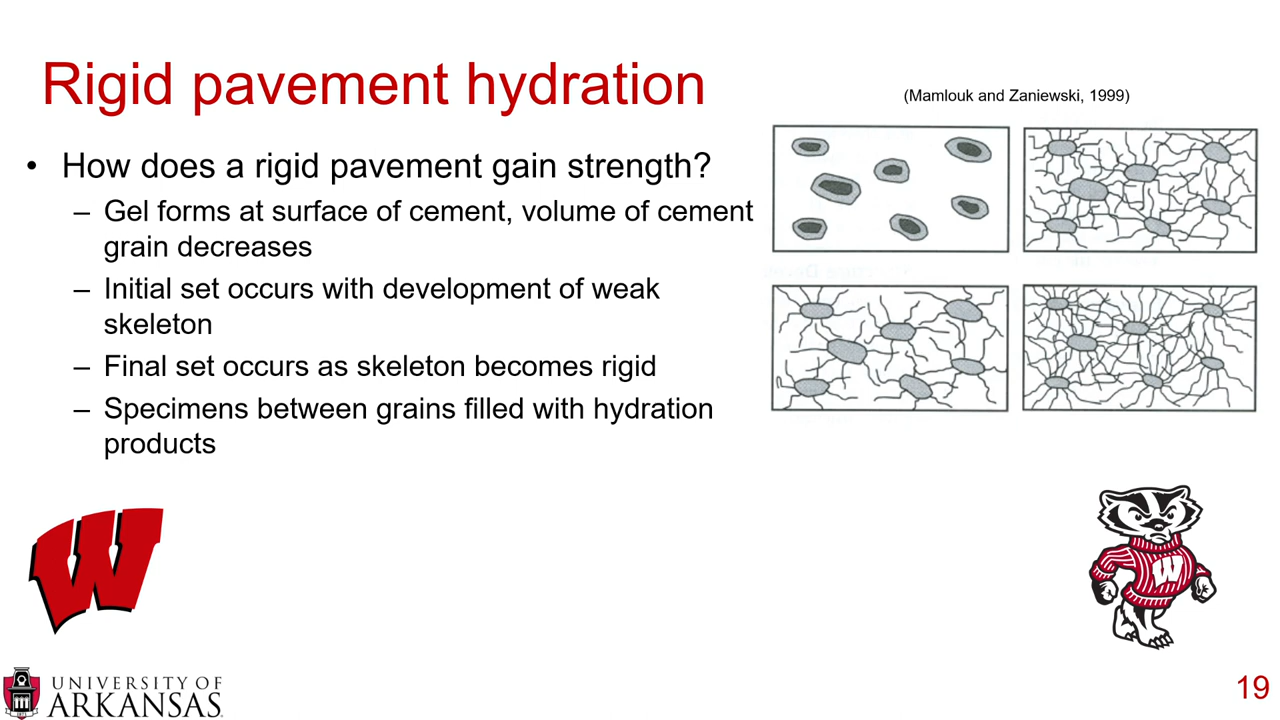 Rigid pavement hydration
(Mamlouk and Zaniewski, 1999)
• How does a rigid pavement gain strength?
– Gel forms at surface of cement, volume of cement
grain decreases
– Initial set occurs with development of weak
skeleton
– Final set occurs as skeleton becomes rigid
– Specimens between grains filled with hydration
products
W
W
UNIVERSITY OF
ARKANSAS
19